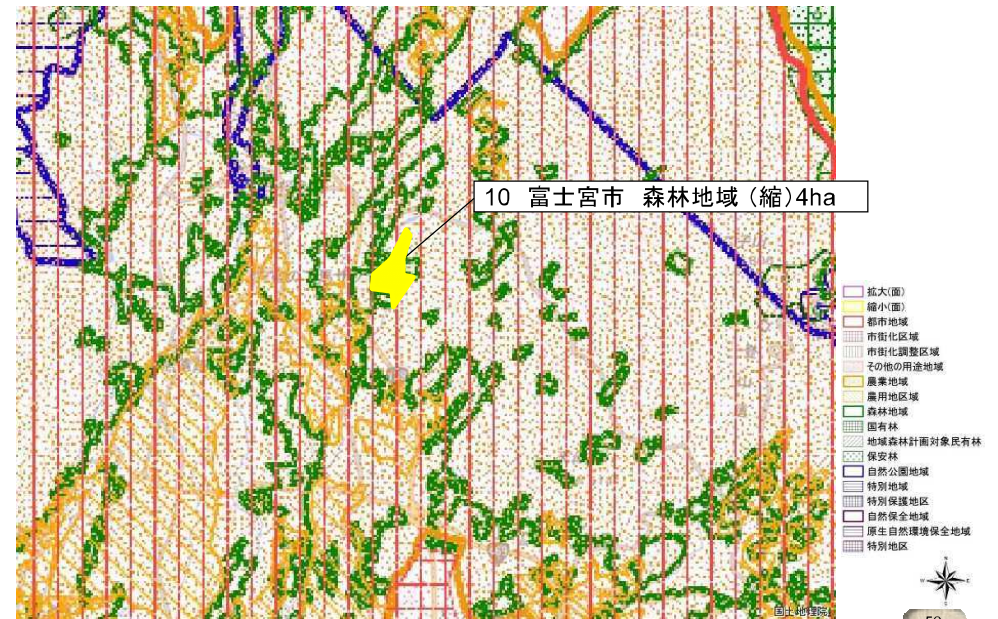 10 富士宮市 森林地域 (縮)4ha
拡大(面)
縮小(面)
都市地域
市街化区域
市街化調整区域
その他の用途地域
農業地域
農用地区域
森林地域
国有林
地域森林計画対象民有林
保安林
自然公園地域
特別地域
特別保護地区
自然保全地域
原生自然環境保全地域
特別地区
N
W
E
S
国土地理院